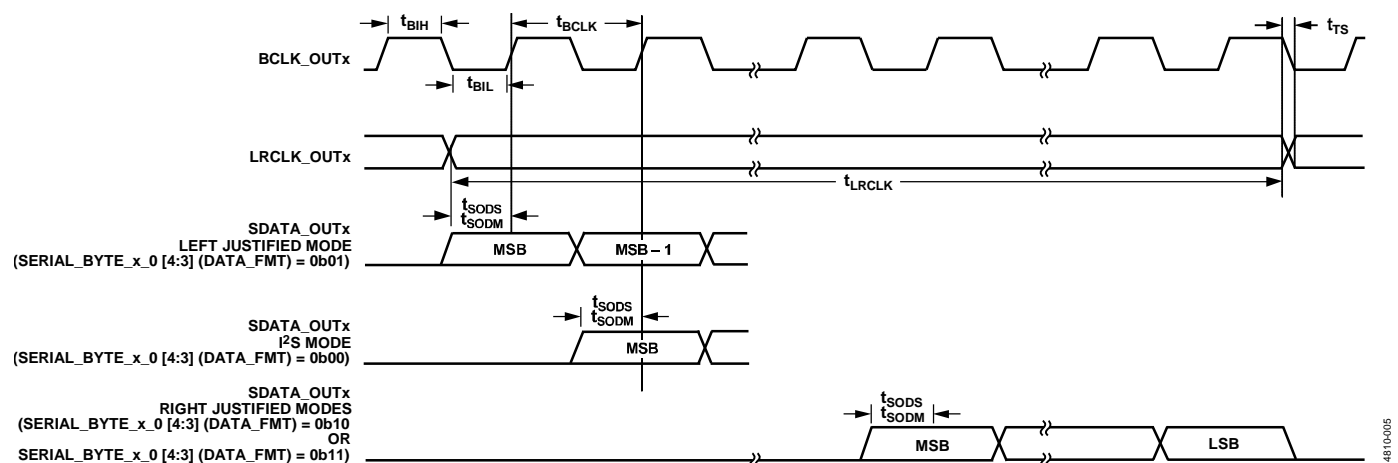 tBIH
tBCLK
tTS
BCLK_OUTx
tBIL
LRCLK_OUTx
tLRCLK
tSODS
tSODM
SDATA_OUTx
LEFT JUSTIFIED MODE
(SERIAL_BYTE_x_0 [4:3] (DATA_FMT) = 0b01)
MSB
MSB – 1
tSODS
tSODM
SDATA_OUTx
I2S MODE
(SERIAL_BYTE_x_0 [4:3] (DATA_FMT) = 0b00)
MSB
SDATA_OUTx
RIGHT JUSTIFIED MODES
(SERIAL_BYTE_x_0 [4:3] (DATA_FMT) = 0b10
OR
SERIAL_BYTE_x_0 [4:3] (DATA_FMT) = 0b11)
tSODS
tSODM
MSB
LSB
4810-005